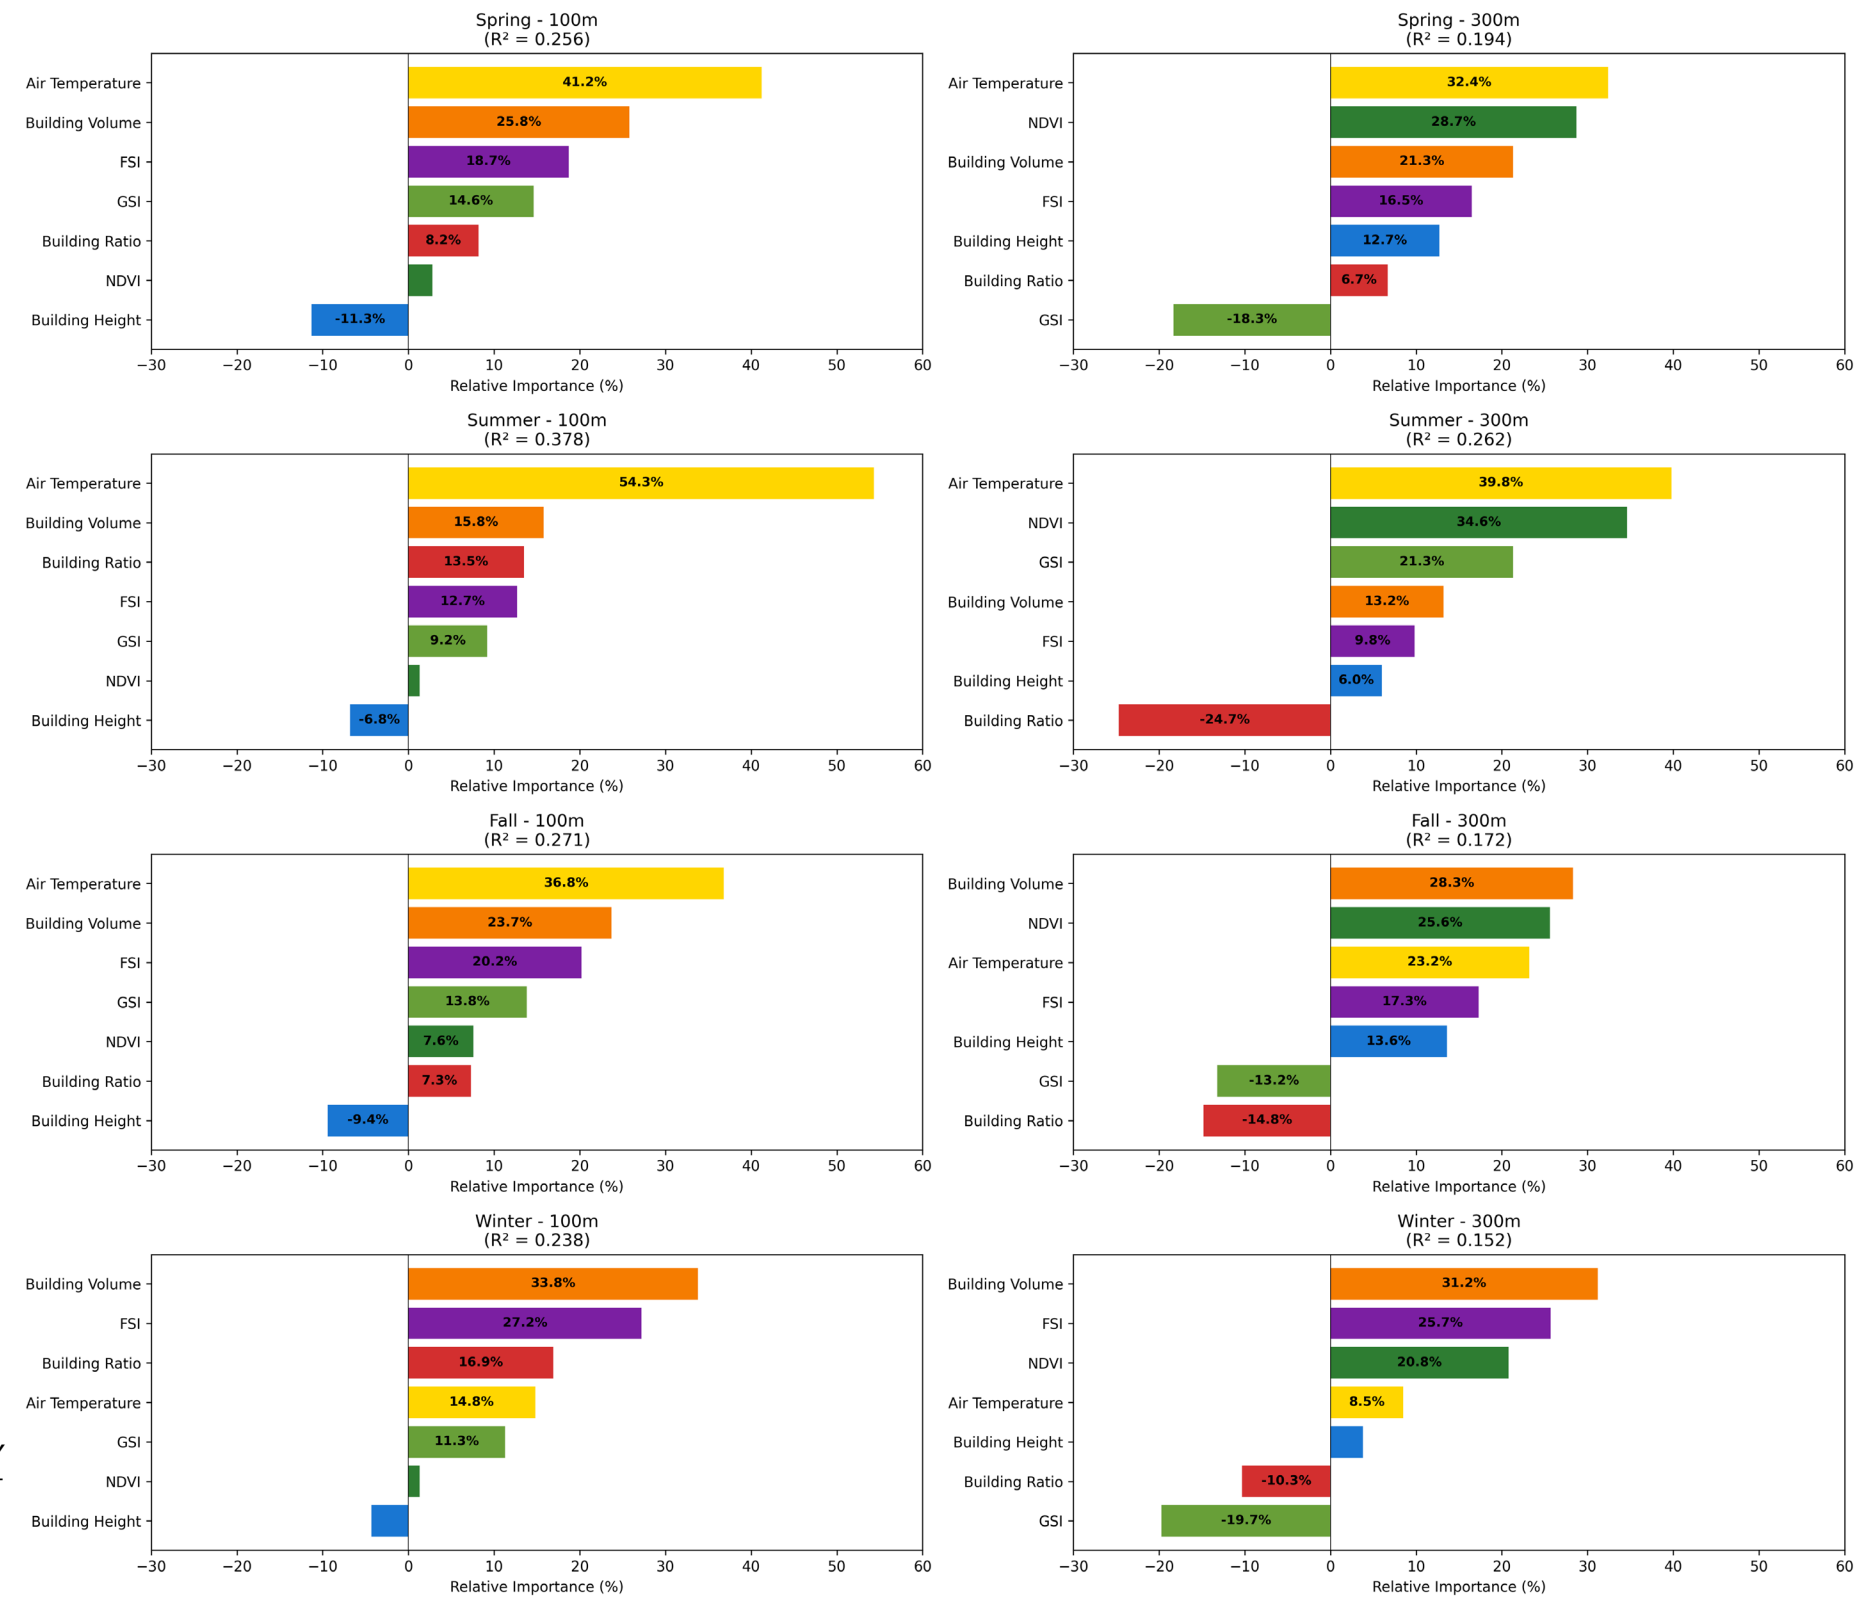 Spring - 100m
(R² = 0.256)
Air Temperature 41.2%
Building Volume 25.8%
FSI 18.7%
GSI 14.6%
Building Ratio 8.2%
NDVI
Building Height -11.3%
−30 −20 −10 0 10 20 30 40 50 60
Relative Importance (%)
Spring - 300m
(R² = 0.194)
Air Temperature 32.4%
NDVI 28.7%
Building Volume 21.3%
FSI 16.5%
Building Height 12.7%
Building Ratio 6.7%
GSI -18.3%
−30 −20 −10 0 10 20 30 40 50 60
Relative Importance (%)
Summer - 100m
(R² = 0.378)
Air Temperature 54.3%
Building Volume 15.8%
Building Ratio 13.5%
FSI 12.7%
GSI 9.2%
NDVI
Building Height -6.8%
−30 −20 −10 0 10 20 30 40 50 60
Relative Importance (%)
Summer - 300m
(R² = 0.262)
Air Temperature 39.8%
NDVI 34.6%
GSI 21.3%
Building Volume 13.2%
FSI 9.8%
Building Height 6.0%
Building Ratio -24.7%
−30 −20 −10 0 10 20 30 40 50 60
Relative Importance (%)
Fall - 100m
(R² = 0.271)
Air Temperature 36.8%
Building Volume 23.7%
FSI 20.2%
GSI 13.8%
NDVI 7.6%
Building Ratio 7.3%
Building Height -9.4%
−30 −20 −10 0 10 20 30 40 50 60
Relative Importance (%)
Fall - 300m
(R² = 0.172)
Building Volume 28.3%
NDVI 25.6%
Air Temperature 23.2%
FSI 17.3%
Building Height 13.6%
GSI -13.2%
Building Ratio -14.8%
−30 −20 −10 0 10 20 30 40 50 60
Relative Importance (%)
Winter - 100m
(R² = 0.238)
Building Volume 33.8%
FSI 27.2%
Building Ratio 16.9%
Air Temperature 14.8%
GSI 11.3%
NDVI
Building Height
−30 −20 −10 0 10 20 30 40 50 60
Relative Importance (%)
Winter - 300m
(R² = 0.152)
Building Volume 31.2%
FSI 25.7%
NDVI 20.8%
Air Temperature 8.5%
Building Height
Building Ratio -10.3%
GSI -19.7%
−30 −20 −10 0 10 20 30 40 50 60
Relative Importance (%)